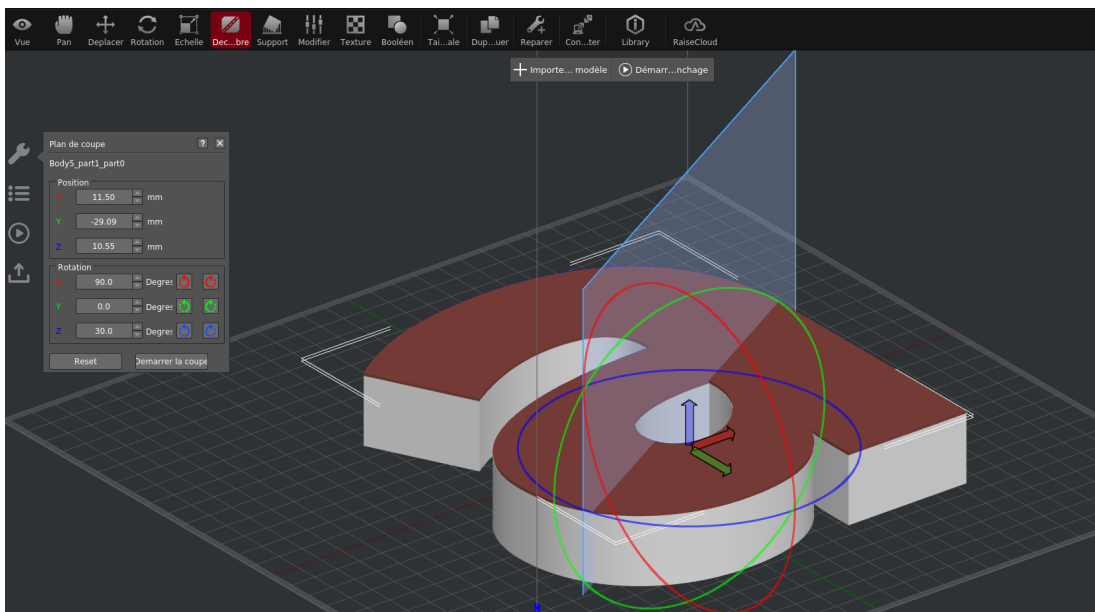 Vue Pan Deplacer Rotation Echelle Dec...bre Support Modifier Texture Booléen Tai...ale Dup...uer Reparer Con...ter Library RaiseCloud
Importe... modèle Démarr...nchage
Plan de coupe ?
Body5_part1_part0
Position
X 11.50 mm
Y -29.09 mm
Z 10.55 mm
Rotation
X 90.0 Degres
Y 0.0 Degres
Z 30.0 Degres
Reset Demarrer la coupe